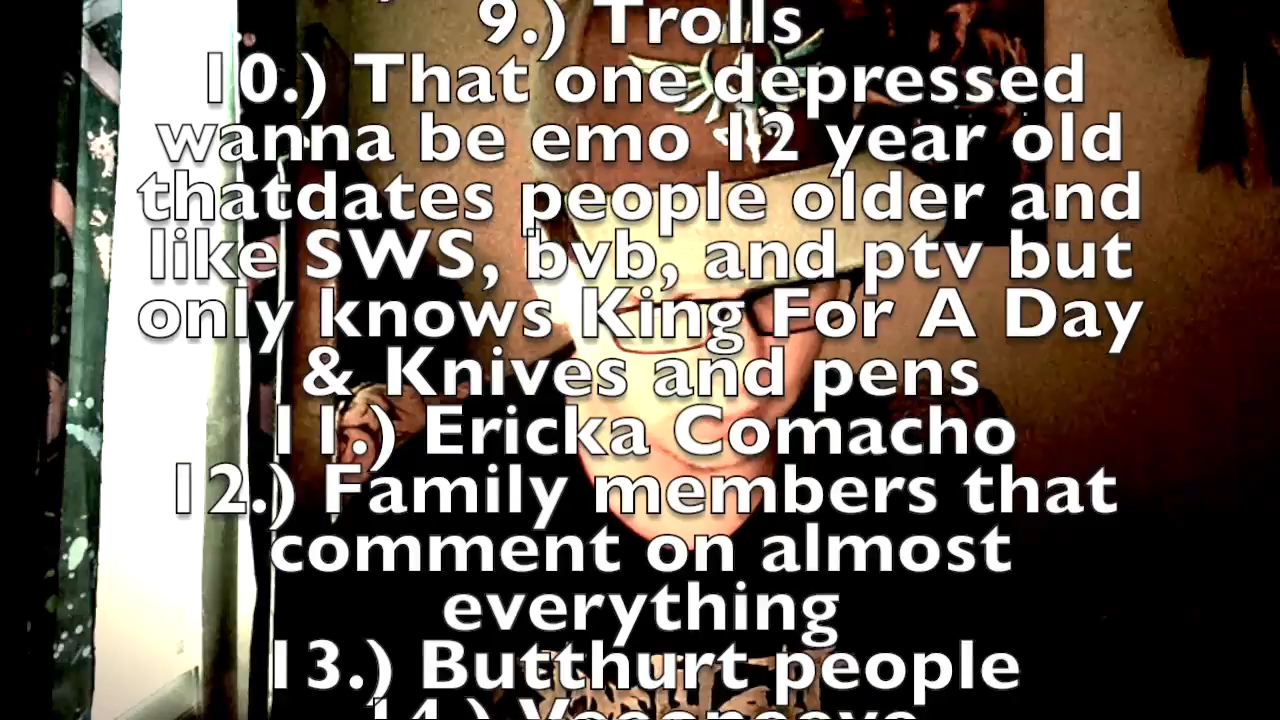 9.) Trolls
10.) That one depressed
wanna be emo 12 year old
thatdates people older and
like SWS, bvb, and ptv but
only knows King For A Day
& Knives and pens
11.) Ericka Comacho
12.) Family members that
comment on almost
everything
13.) Butthurt people
14.)